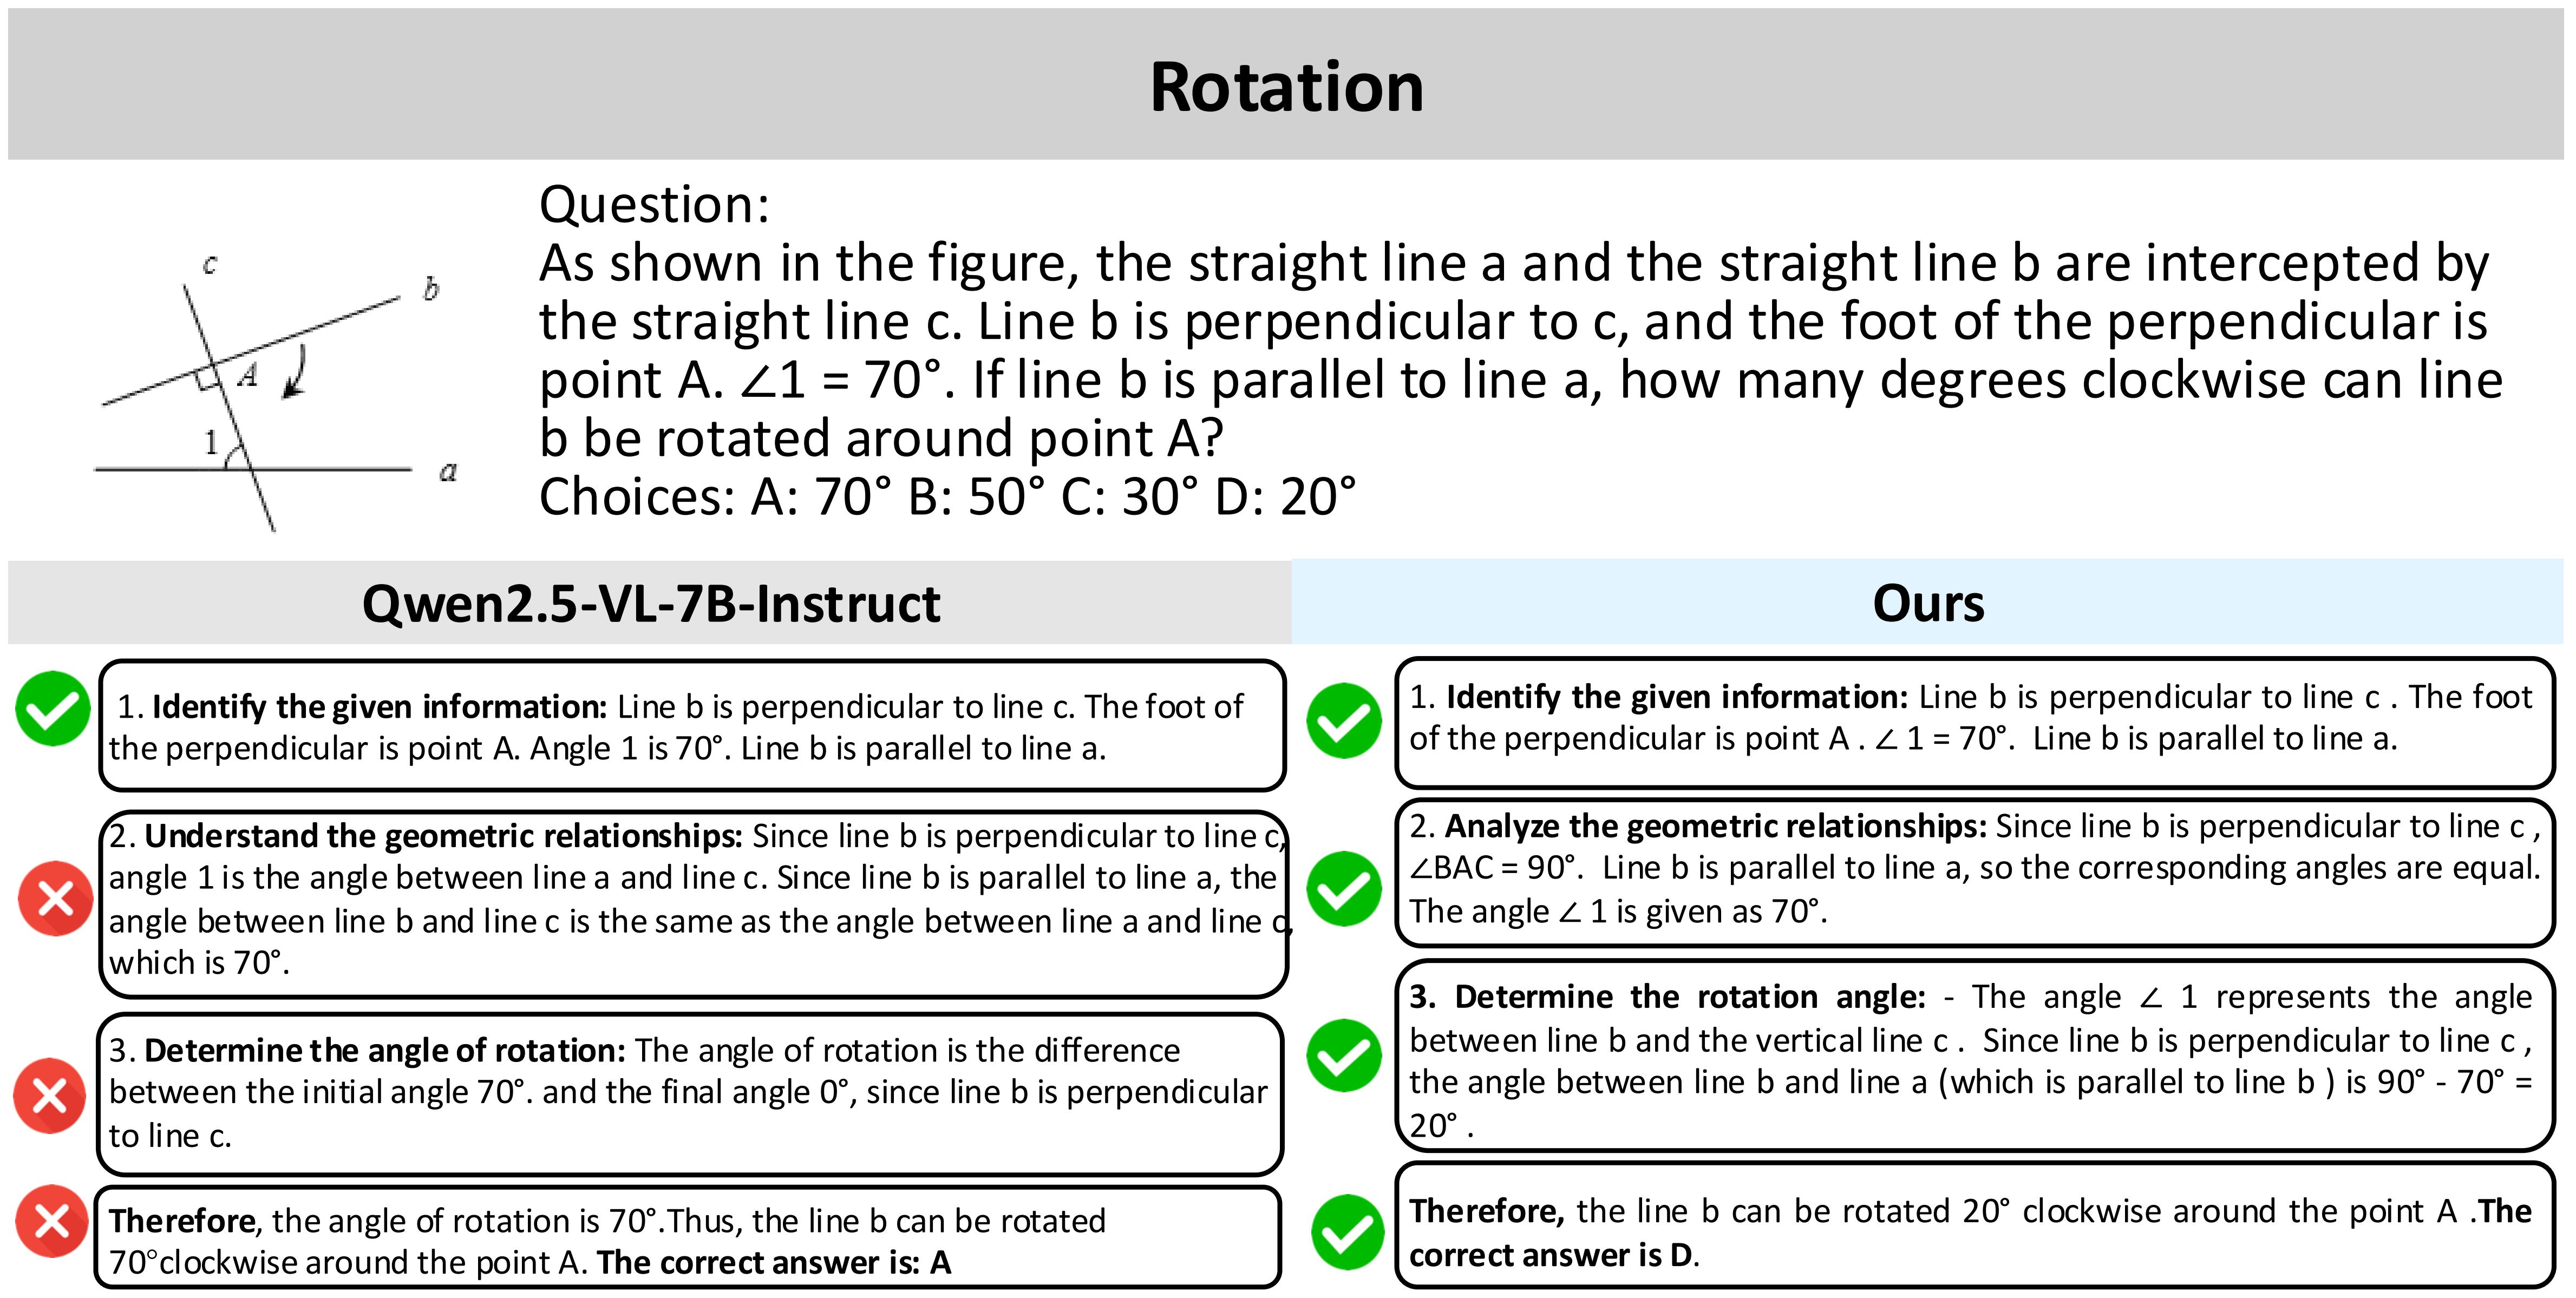 Rotation
c
b
A
1
a
Question:
As shown in the figure, the straight line a and the straight line b are intercepted by
the straight line c. Line b is perpendicular to c, and the foot of the perpendicular is
point A. ∠1 = 70°. If line b is parallel to line a, how many degrees clockwise can line
b be rotated around point A?
Choices: A: 70° B: 50° C: 30° D: 20°
Qwen2.5-VL-7B-Instruct
1. Identify the given information: Line b is perpendicular to line c. The foot of
the perpendicular is point A. Angle 1 is 70°. Line b is parallel to line a.
2. Understand the geometric relationships: Since line b is perpendicular to line c,
angle 1 is the angle between line a and line c. Since line b is parallel to line a, the
angle between line b and line c is the same as the angle between line a and line c,
which is 70°.
3. Determine the angle of rotation: The angle of rotation is the difference
between the initial angle 70°. and the final angle 0°, since line b is perpendicular
to line c.
Therefore, the angle of rotation is 70°.Thus, the line b can be rotated
70°clockwise around the point A. The correct answer is: A
Ours
1. Identify the given information: Line b is perpendicular to line c . The foot
of the perpendicular is point A . ∠ 1 = 70°. Line b is parallel to line a.
2. Analyze the geometric relationships: Since line b is perpendicular to line c ,
∠BAC = 90°. Line b is parallel to line a, so the corresponding angles are equal.
The angle ∠ 1 is given as 70°.
3. Determine the rotation angle: - The angle ∠ 1 represents the angle
between line b and the vertical line c . Since line b is perpendicular to line c ,
the angle between line b and line a (which is parallel to line b ) is 90° - 70° =
20° .
Therefore, the line b can be rotated 20° clockwise around the point A .The
correct answer is D.